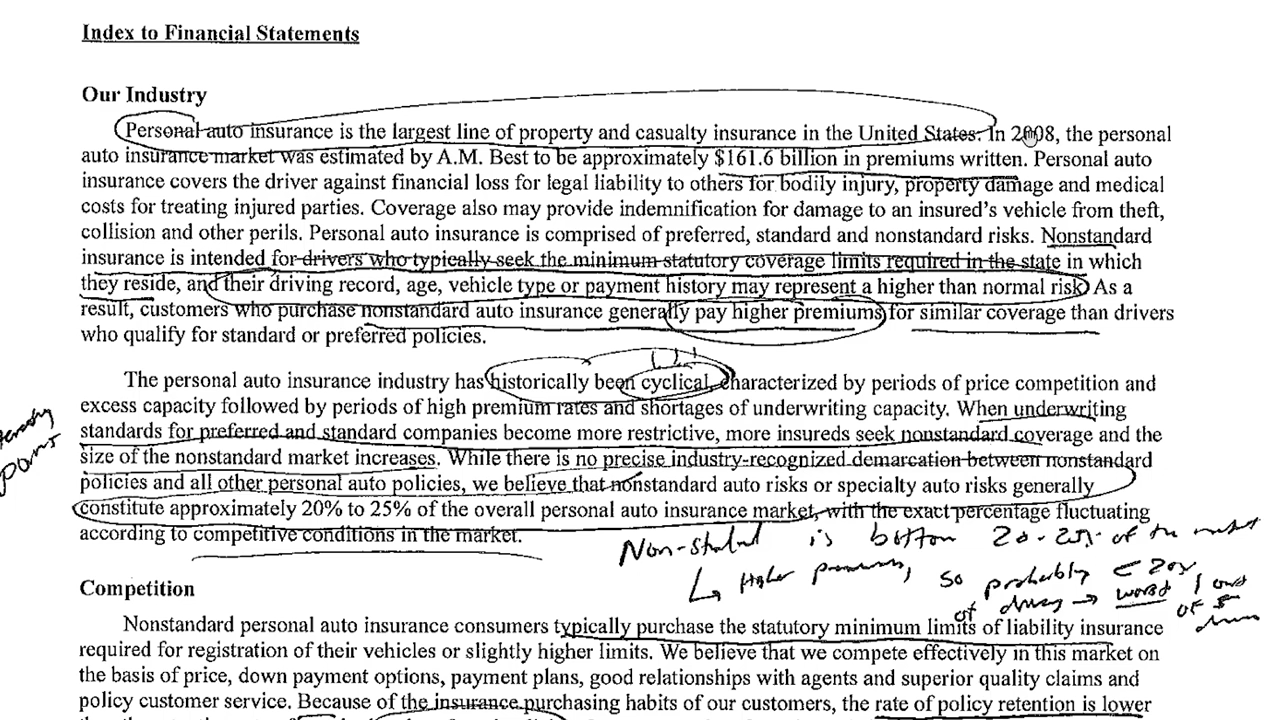 Index to Financial Statements
Our Industry
Personal auto insurance is the largest line of property and casualty insurance in the United States. In 2008, the personal
auto insurance market was estimated by A.M. Best to be approximately $161.6 billion in premiums written. Personal auto
insurance covers the driver against financial loss for legal liability to others for bodily injury, property damage and medical
costs for treating injured parties. Coverage also may provide indemnification for damage to an insured's vehicle from theft,
collision and other perils. Personal auto insurance is comprised of preferred, standard and nonstandard risks. Nonstandard
insurance is intended for drivers who typically seek the minimum statutory coverage limits required in the state in which
they reside, and their driving record, age, vehicle type or payment history may represent a higher than normal risk. As a
result, customers who purchase nonstandard auto insurance generally pay higher premiums for similar coverage than drivers
who qualify for standard or preferred policies.
The personal auto insurance industry has historically been cyclical, characterized by periods of price competition and
excess capacity followed by periods of high premium rates and shortages of underwriting capacity. When underwriting
standards for preferred and standard companies become more restrictive, more insureds seek nonstandard coverage and the
size of the nonstandard market increases. While there is no precise industry-recognized demarcation between nonstandard
policies and all other personal auto policies, we believe that nonstandard auto risks or specialty auto risks generally
constitute approximately 20% to 25% of the overall personal auto insurance market, with the exact percentage fluctuating
according to competitive conditions in the market.
is bottom 20-25% of the market
Higher premiums, so probably < 20%
of drivers → worst 1 out
of 5
drivers
Competition
Nonstandard personal auto insurance consumers typically purchase the statutory minimum limits of liability insurance
required for registration of their vehicles or slightly higher limits. We believe that we compete effectively in this market on
the basis of price, down payment options, payment plans, good relationships with agents and superior quality claims and
policy customer service. Because of the insurance purchasing habits of our customers, the rate of policy retention is lower